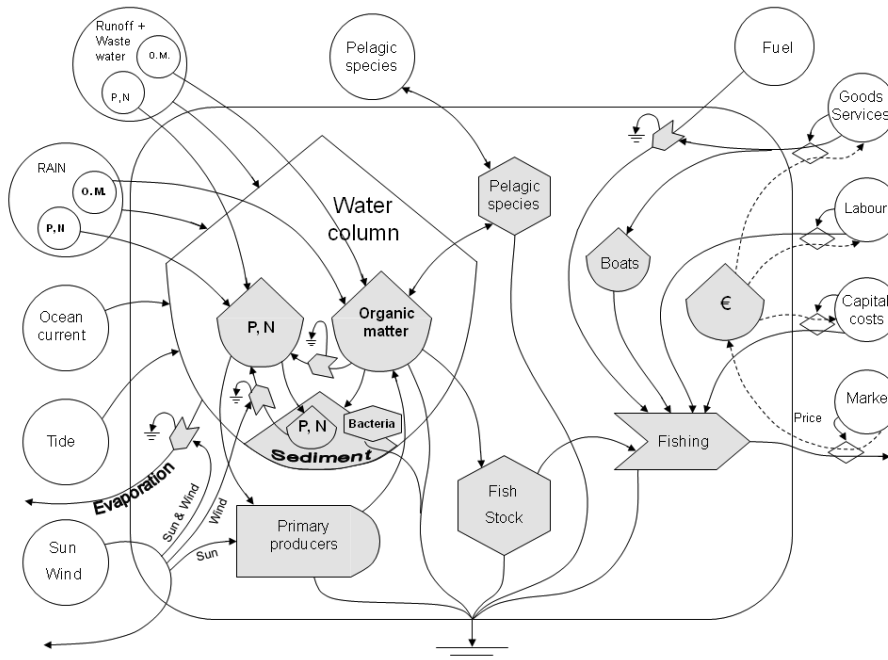 Runoff +
Waste
water
O.M.
P,N
Pelagic
species
Fuel
Goods
Services
RAIN
O.M.
P,N
Water
column
Pelagic
species
Labour
Boats
Ocean
current
P, N
Organic
matter
€
Capital
costs
Tide
P, N
Bacteria
Sediment
Price
Market
Fishing
Evaporation
Sun & Wind
Wind
Fish
Stock
Sun
Wind
Sun
Primary
producers